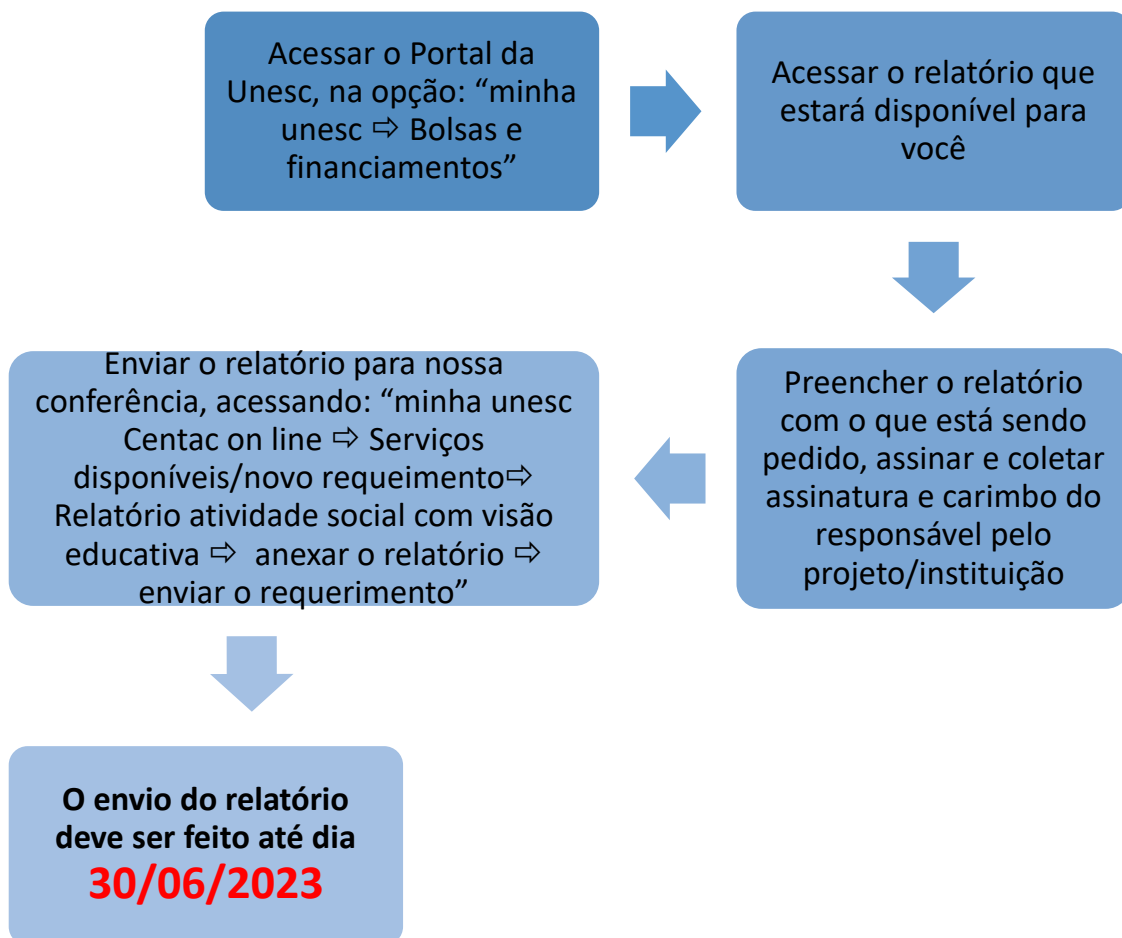 Acessar o Portal da
Unesc, na opção: “minha
unesc ⇨ Bolsas e
financiamentos”
Acessar o relatório que
estará disponível para
você
Preencher o relatório
com o que está sendo
pedido, assinar e coletar
assinatura e carimbo do
responsável pelo
projeto/instituição
Enviar o relatório para nossa
conferência, acessando: “minha unesc
Centac on line ⇨ Serviços
disponíveis/novo requeimento⇨
Relatório atividade social com visão
educativa ⇨ anexar o relatório ⇨
enviar o requerimento”
O envio do relatório
deve ser feito até dia
30/06/2023